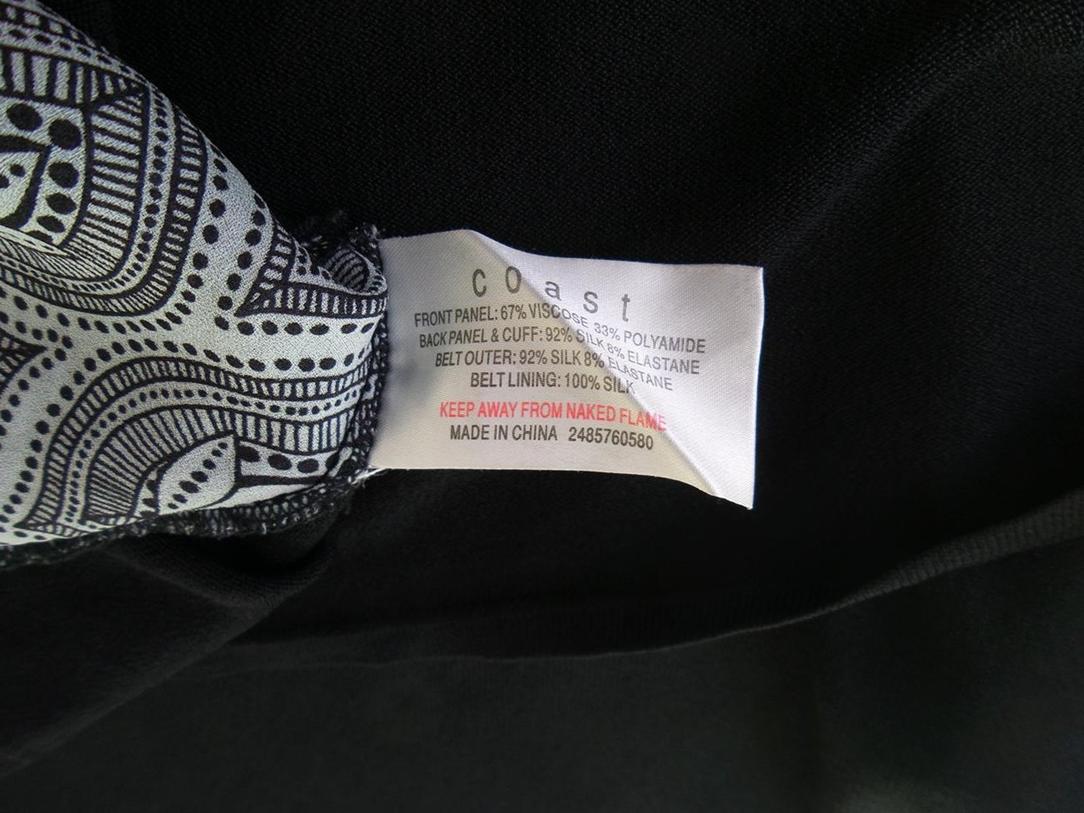 cOast
FRONT PANEL: 67% VISCOSE 33% POLYAMIDE
BACK PANEL & CUFF: 92% SILK 8% ELASTANE
BELT OUTER: 92% SILK 8% ELASTANE
BELT LINING: 100% SILK
KEEP AWAY FROM NAKED FLAME
MADE IN CHINA 2485760580